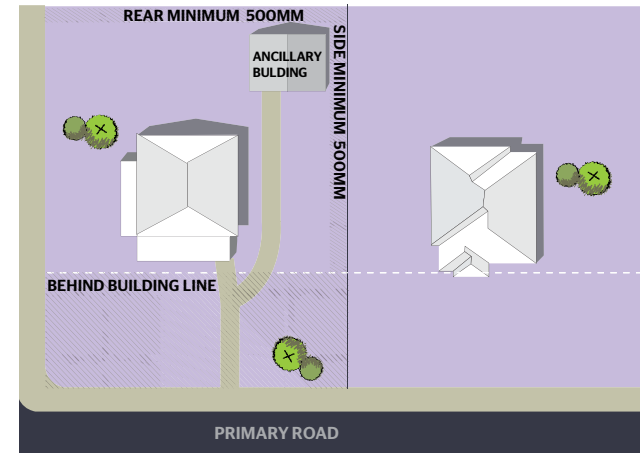 REAR MINIMUM 500MM
ANCILLARY
BULDING
SIDE MINIMUM 500MM
BEHIND BUILDING LINE
PRIMARY ROAD